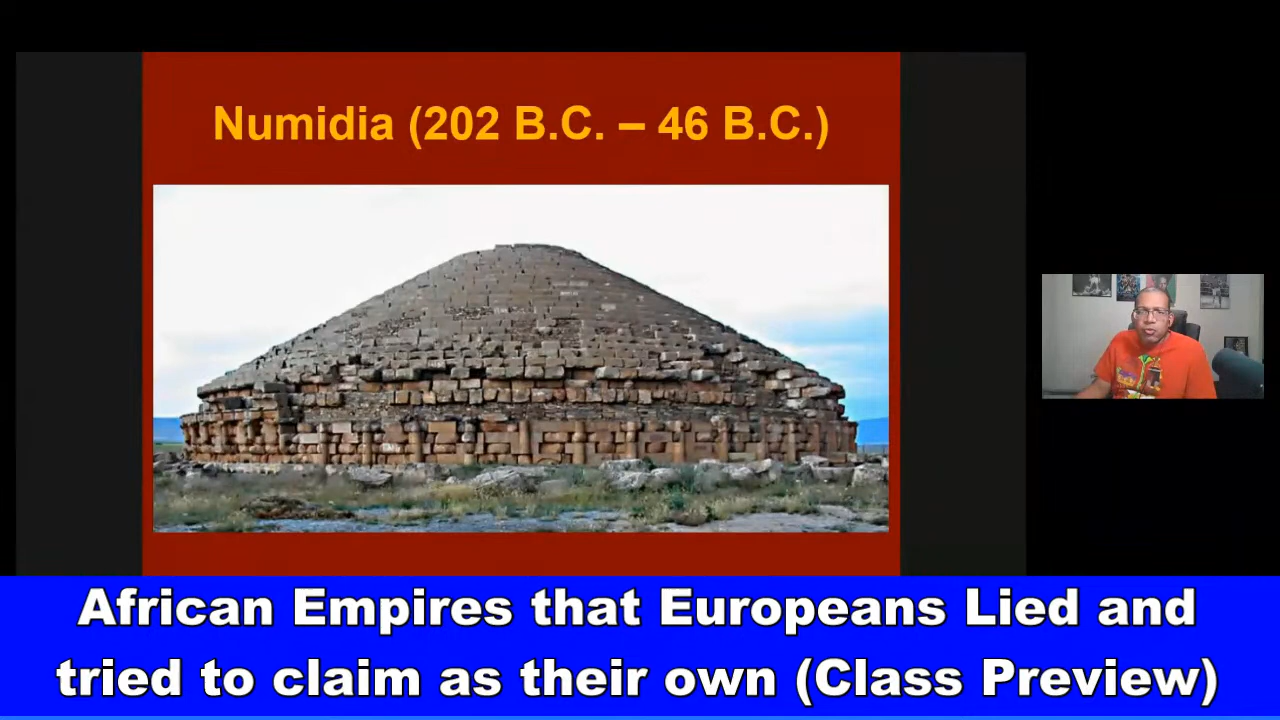 Numidia (202 B.C. – 46 B.C.)
African Empires that Europeans Lied and
tried to claim as their own (Class Preview)